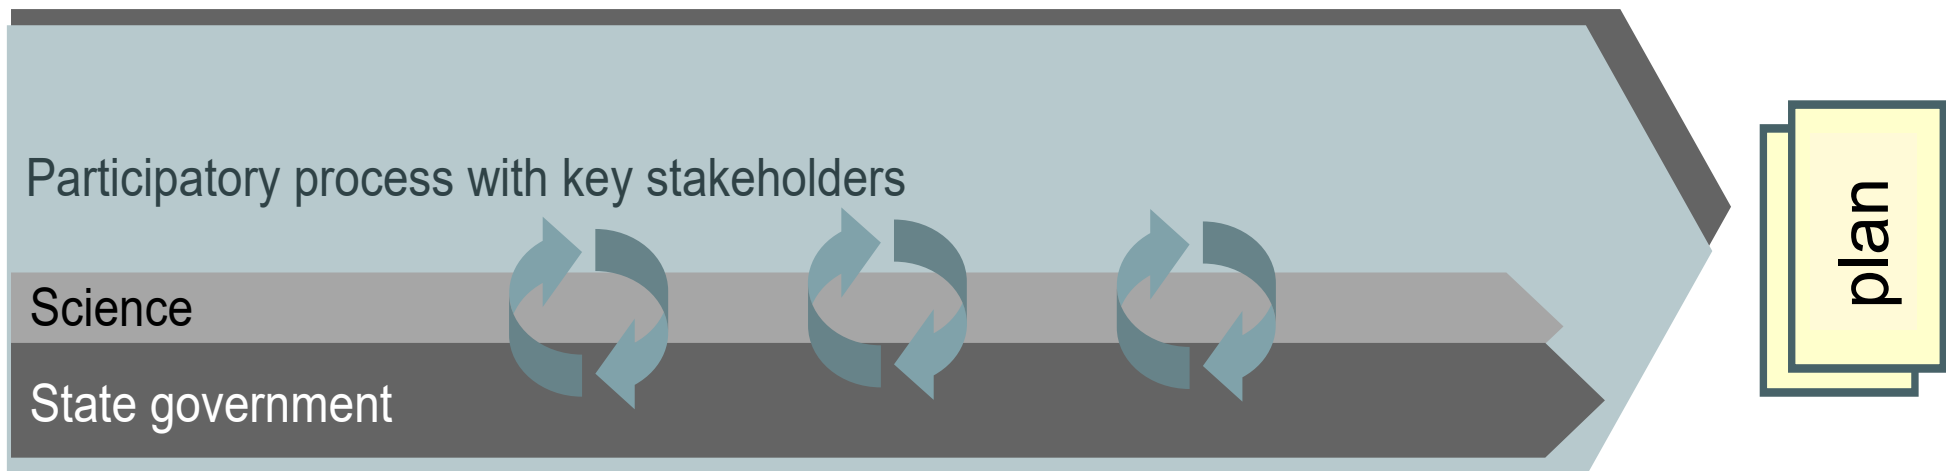 Participatory process with key stakeholders
Science
State government
plan